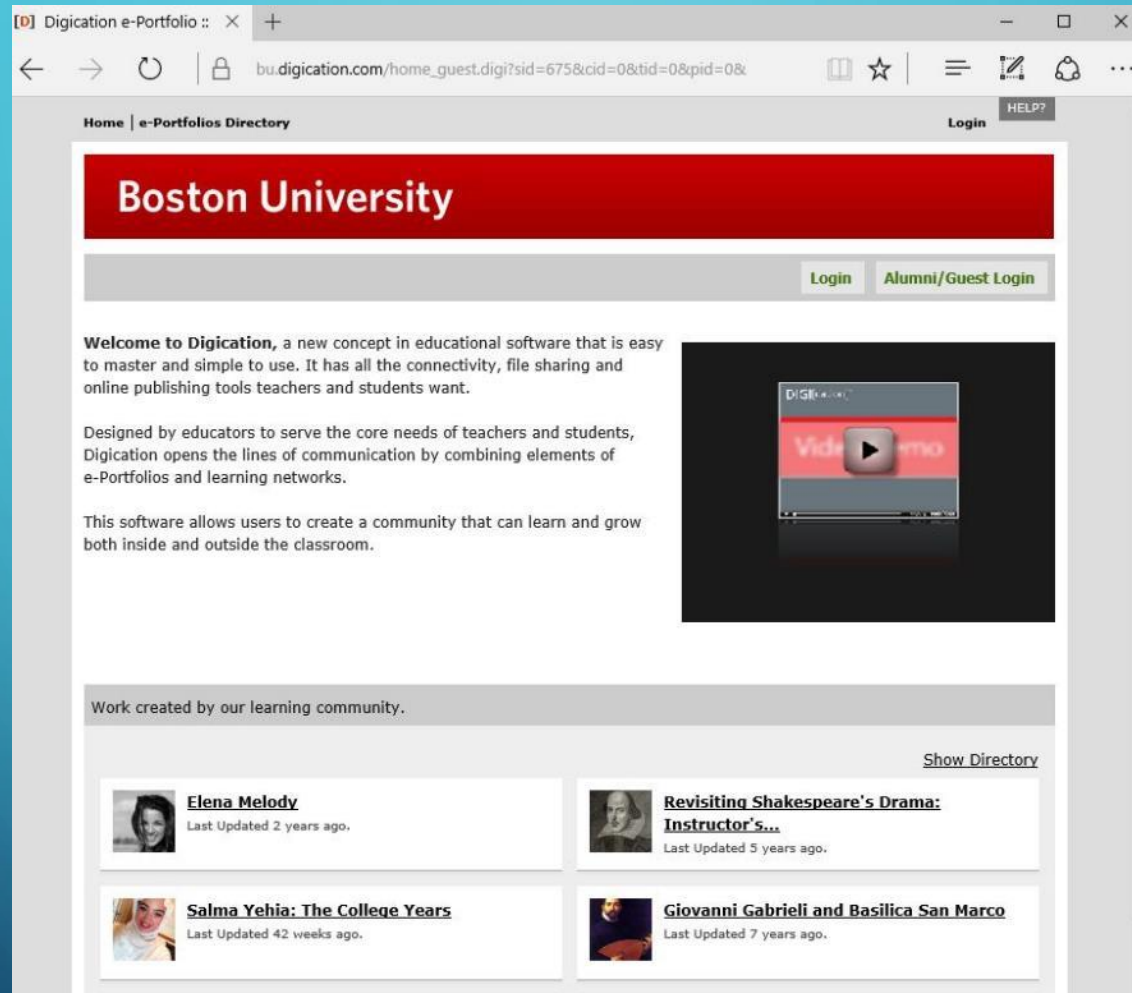 [D] Digication e-Portfolio ::
bu.digication.com/home_guest.digi?sid=675&cid=0&tid=0&pid=0&
HELP?
Home | e-Portfolios Directory
Login
Boston University
Login
Alumni/Guest Login
Welcome to Digication, a new concept in educational software that is easy
to master and simple to use. It has all the connectivity, file sharing and
online publishing tools teachers and students want.
Designed by educators to serve the core needs of teachers and students,
Digication opens the lines of communication by combining elements of
e-Portfolios and learning networks.
This software allows users to create a community that can learn and grow
both inside and outside the classroom.
Work created by our learning community.
Show Directory
Elena Melody
Last Updated 2 years ago.
Revisiting Shakespeare's Drama:
Instructor's...
Last Updated 5 years ago.
Salma Yehia: The College Years
Last Updated 42 weeks ago.
Giovanni Gabrieli and Basilica San Marco
Last Updated 7 years ago.